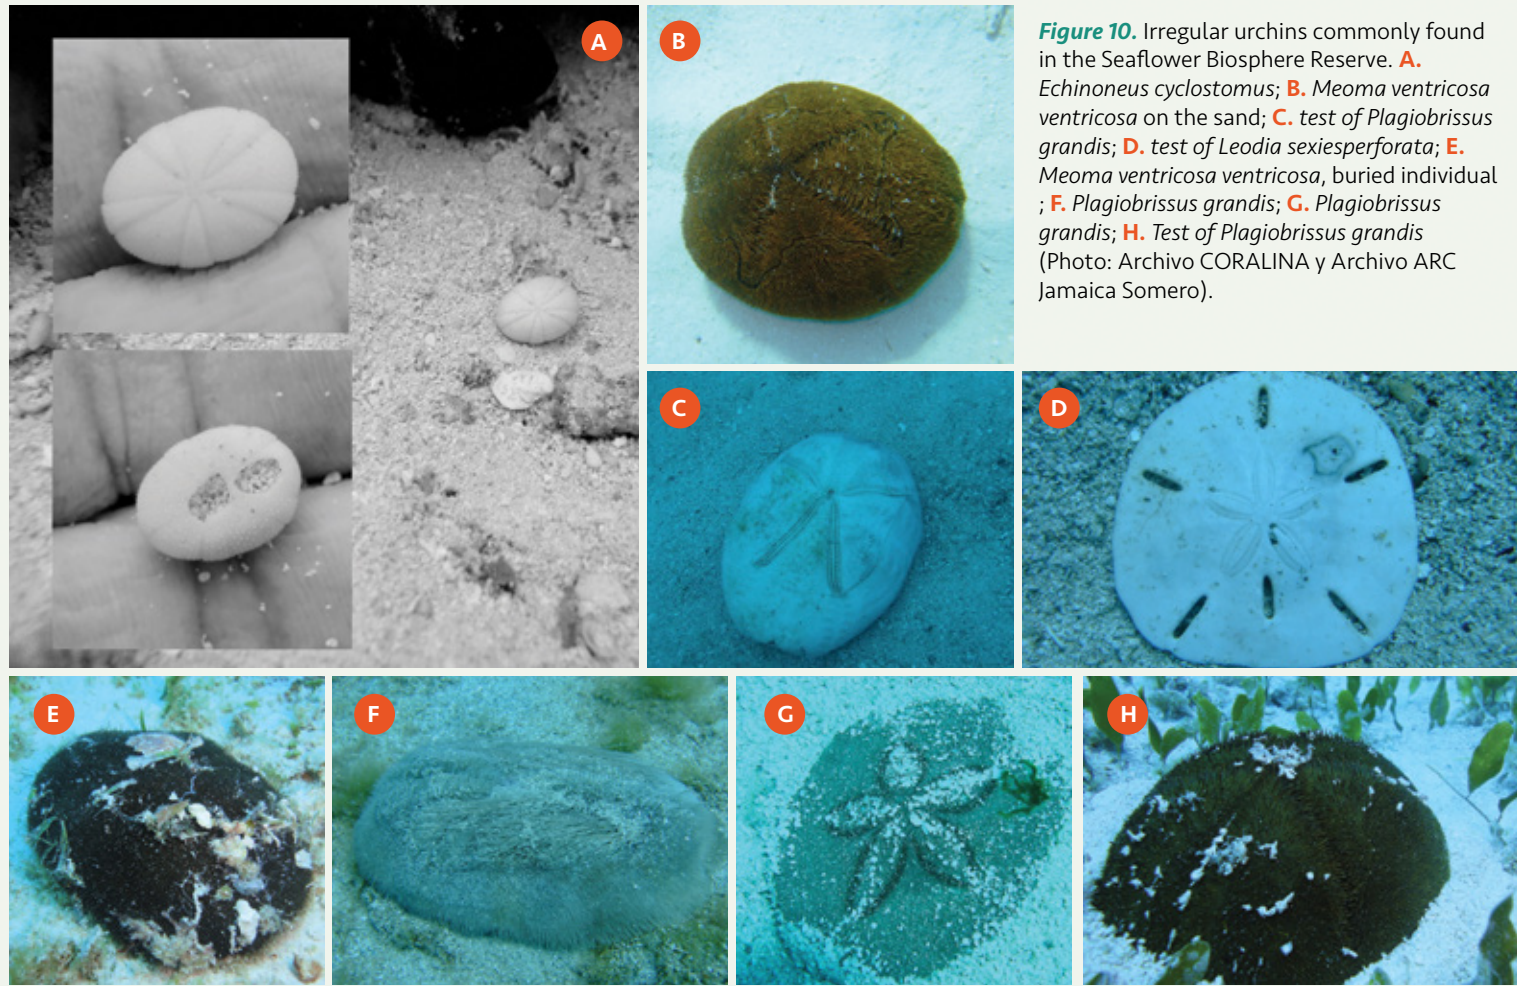 A
B
Figure 10. Irregular urchins commonly found
in the Seaflower Biosphere Reserve. A.
Echinoneus cyclostomus; B. Meoma ventricosa
ventricosa on the sand; C. test of Plagiobrissus
grandis; D. test of Leodia sexiesperforata; E.
Meoma ventricosa ventricosa, buried individual
; F. Plagiobrissus grandis; G. Plagiobrissus
grandis; H. Test of Plagiobrissus grandis
(Photo: Archivo CORALINA y Archivo ARC
Jamaica Somero).
C
D
E
F
G
H